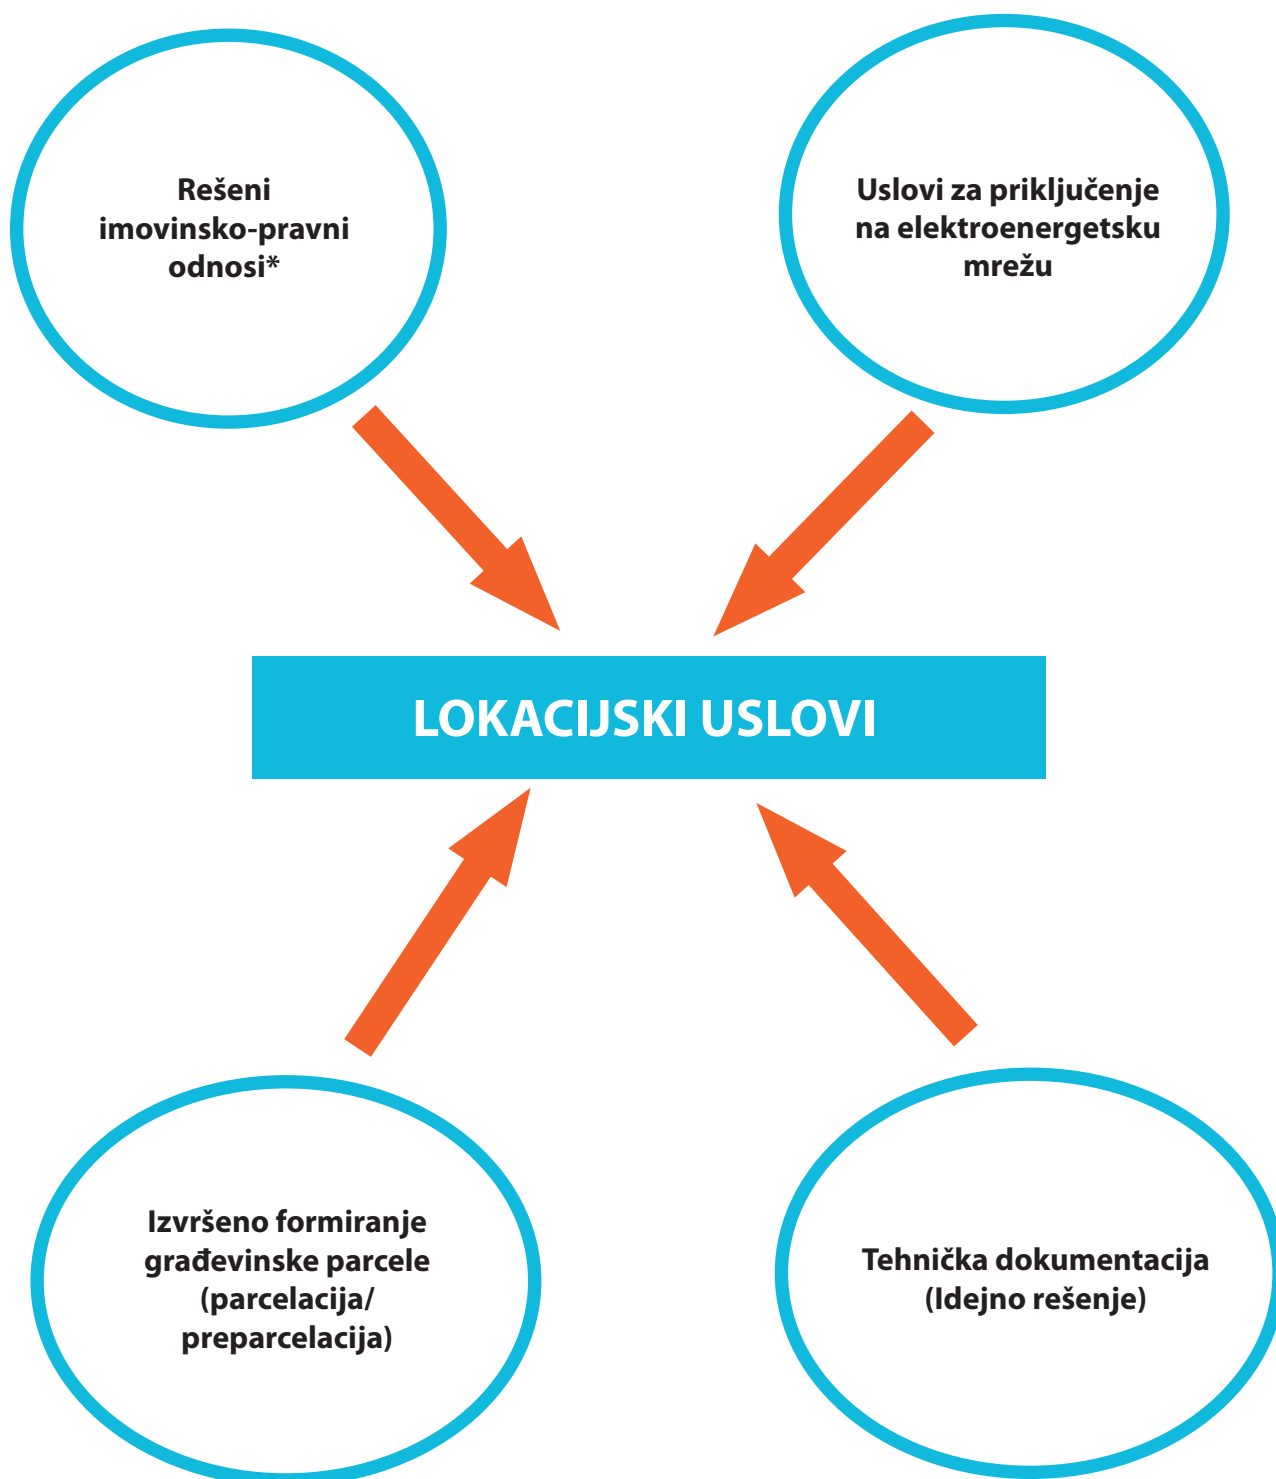 Rešeni
imovinsko-pravni
odnosi*
Uslovi za priključenje
na elektroenergetsku
mrežu
LOKACIJSKI USLOVI
Izvršeno formiranje
građevinske parcele
(parcelacija/
preparcelacija)
Tehnička dokumentacija
(Idejno rešenje)